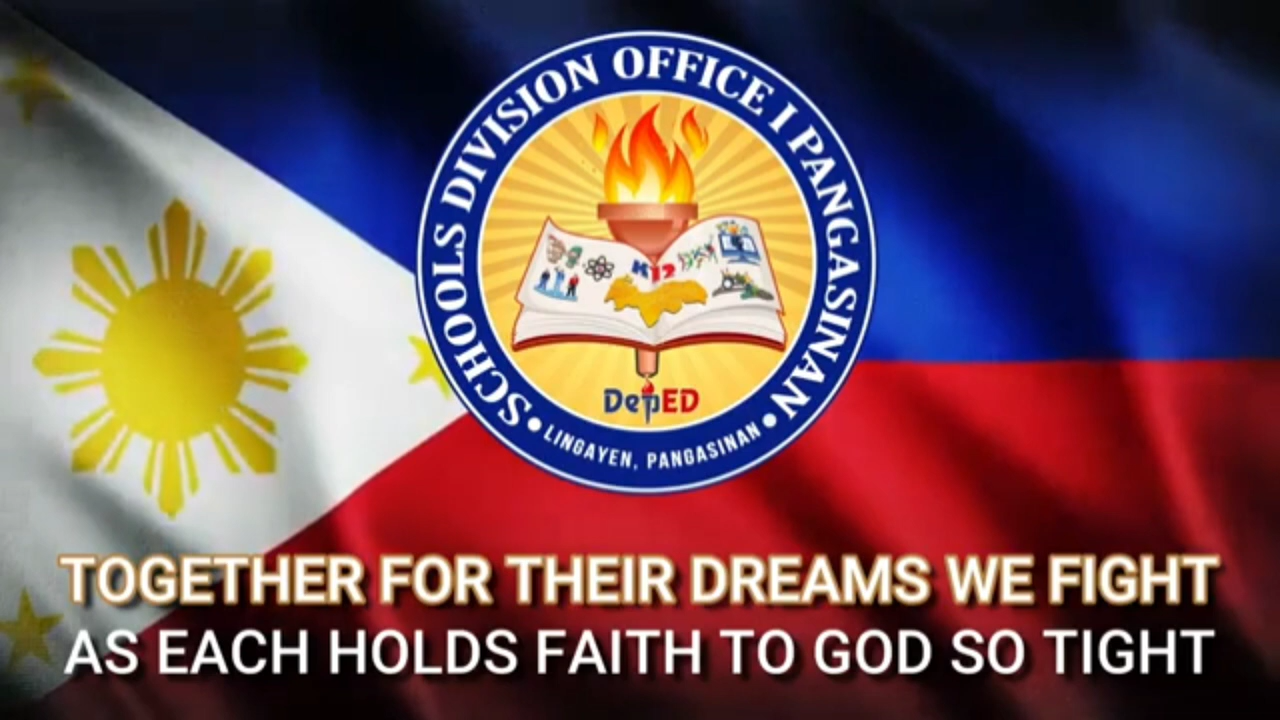 SCHOOLS DIVISION OFFICE I PANGASINAN
K12
DepED
LINGAYEN, PANGASINAN
TOGETHER FOR THEIR DREAMS WE FIGHT
AS EACH HOLDS FAITH TO GOD SO TIGHT